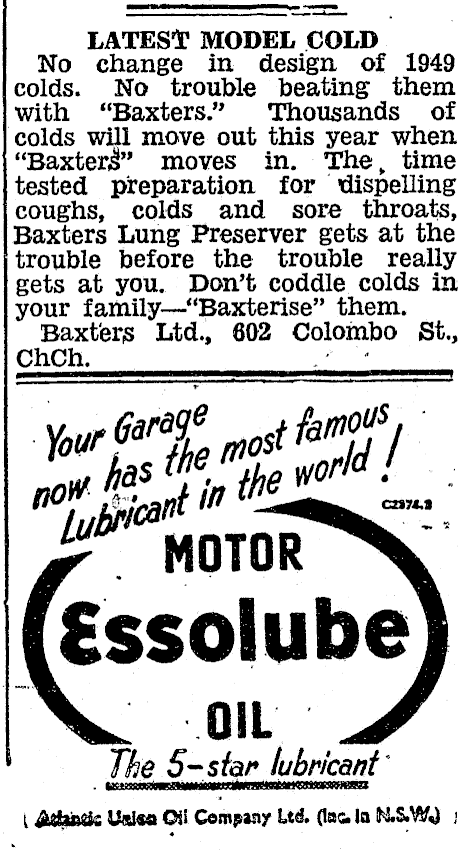 LATEST MODEL COLD
No change in design of 1949
colds. No trouble beating them
with "Baxters." Thousands of
colds will move out this year when
"Baxters" moves in. The time
tested preparation for dispelling
coughs, colds and sore throats,
Baxters Lung Preserver gets at the
trouble before the trouble really
gets at you. Don't coddle colds in
your family—"Baxterise" them.
Baxters Ltd., 602 Colombo St.,
ChCh.
Your Garage
now has the most famous
Lubricant in the world!
C2374.2
MOTOR
Essolube
OIL
The 5-star lubricant
Atlantic Union Oil Company Ltd. (Inc. in N.S.W.)